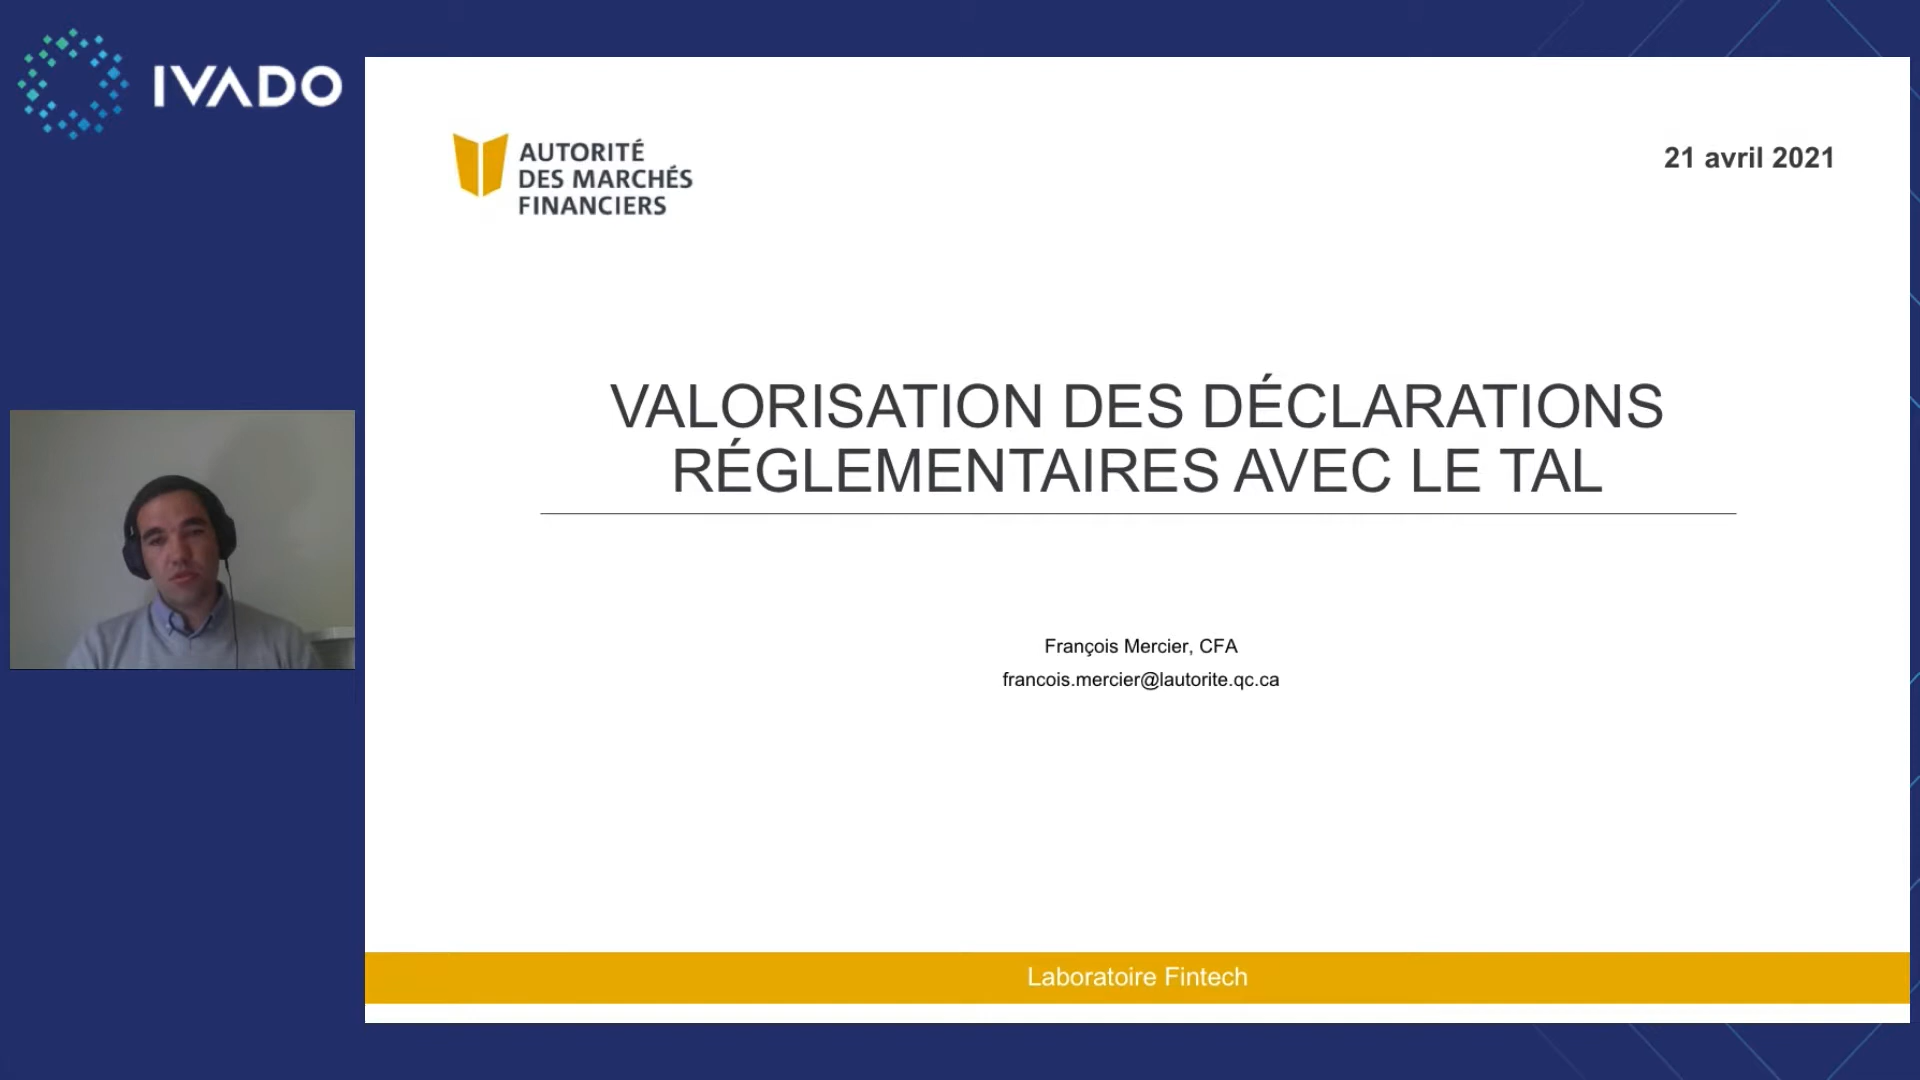 IVADO
AUTORITÉ
DES MARCHÉS
FINANCIERS
21 avril 2021
VALORISATION DES DÉCLARATIONS
RÉGLEMENTAIRES AVEC LE TAL
François Mercier, CFA
francois.mercier@lautorite.qc.ca
Laboratoire Fintech